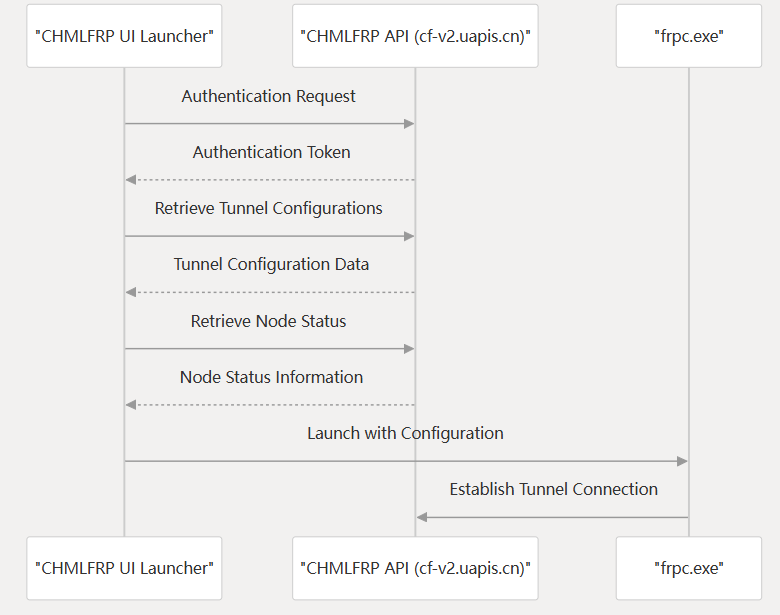 "CHMLFRP UI Launcher"
"CHMLFRP API (cf-v2.uapis.cn)"
"frpc.exe"
Authentication Request
Authentication Token
Retrieve Tunnel Configurations
Tunnel Configuration Data
Retrieve Node Status
Node Status Information
Launch with Configuration
Establish Tunnel Connection
"CHMLFRP UI Launcher"
"CHMLFRP API (cf-v2.uapis.cn)"
"frpc.exe"